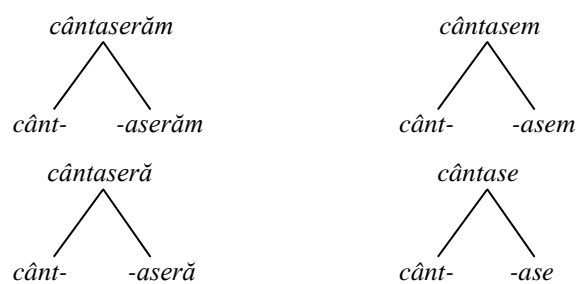 cântaserăm cântasem
cânt- -aserăm cânt- -asem
cântaseră cântase
cânt- -aseră cânt- -ase